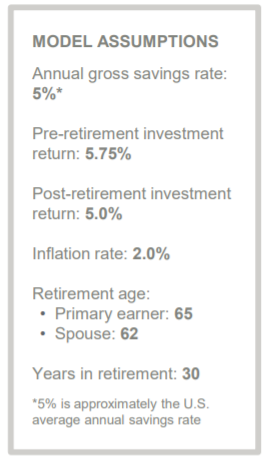 MODEL ASSUMPTIONS
Annual gross savings rate:
5%*
Pre-retirement investment
return: 5.75%
Post-retirement investment
return: 5.0%
Inflation rate: 2.0%
Retirement age:
• Primary earner: 65
• Spouse: 62
Years in retirement: 30
*5% is approximately the U.S.
average annual savings rate